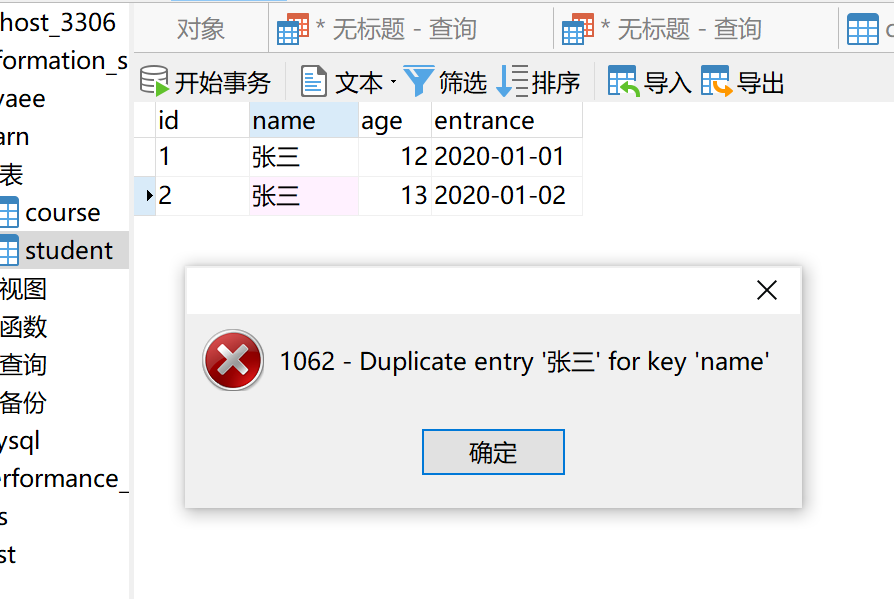 host_3306
formation_s
vaee
arn
表
course
student
视图
函数
查询
备份
ysql
erformance_
s
st
对象
* 无标题 - 查询
* 无标题 - 查询
c
开始事务
文本
筛选
排序
导入
导出
id name age entrance
1 张三 12 2020-01-01
2 张三 13 2020-01-02
1062 - Duplicate entry '张三' for key 'name'
确定